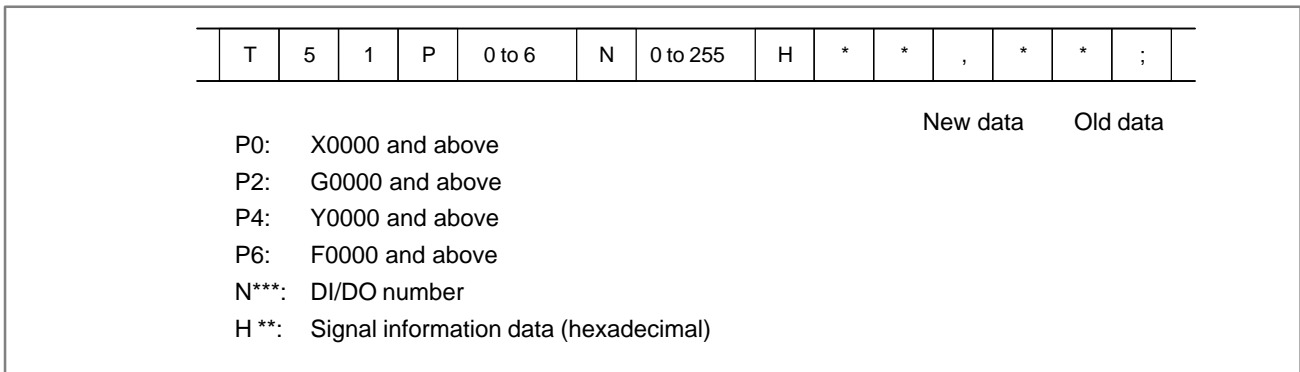 T 5 1 P 0 to 6 N 0 to 255 H * * , * * ;
New data Old data
P0: X0000 and above
P2: G0000 and above
P4: Y0000 and above
P6: F0000 and above
N***: DI/DO number
H **: Signal information data (hexadecimal)